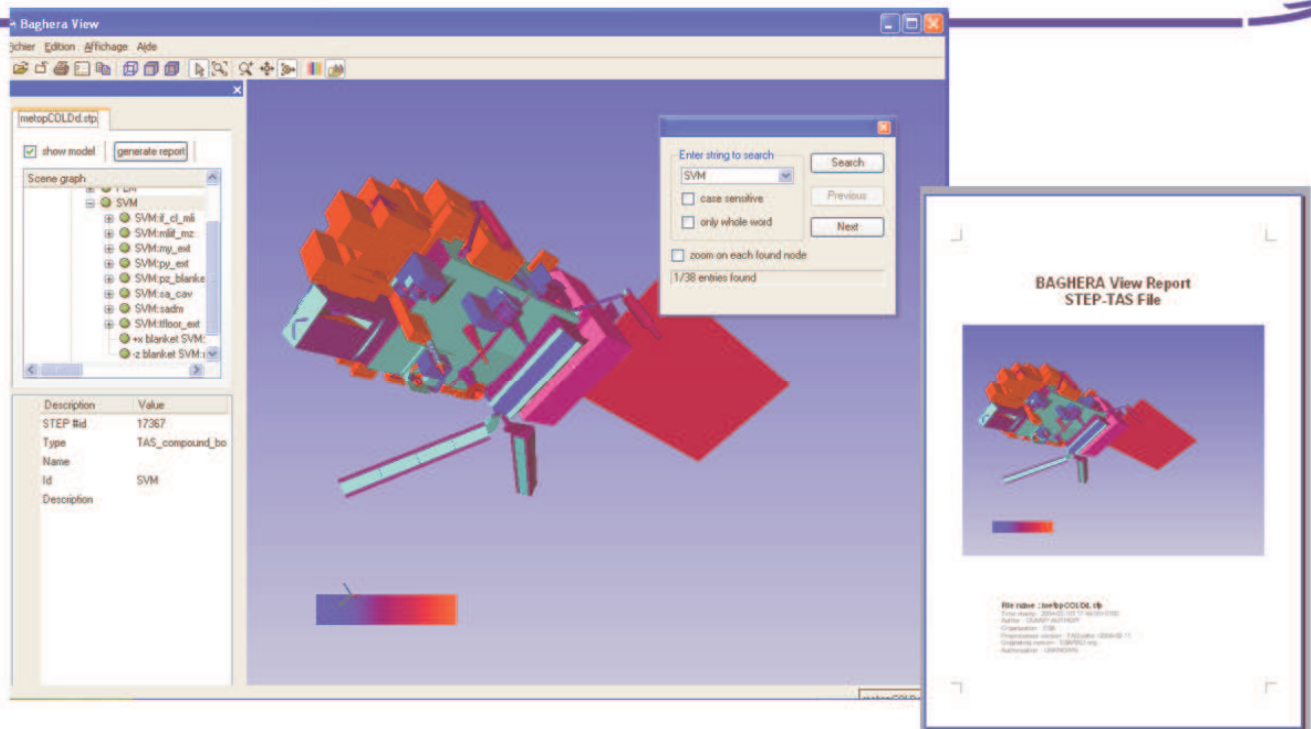 Baghera View
ichier Edition Affichage Aide
metopCOLDd.stp
show model generate report
Scene graph
SVM
SVM:if_cl_mli
SVM:mlif_mz
SVM:my_ext
SVM:py_ext
SVM:pz_blanke
SVM:sa_cav
SVM:sadm
SVM:lfloor_ext
+x blanket SVM:
-z blanket SVM:
Description Value
STEP #id 17367
Type TAS_compound_bo
Name
Id SVM
Description
Enter string to search
SVM
Search
case sensitive
Previous
only whole word
Next
zoom on each found node
1/38 entries found
BAGHERA View Report
STEP-TAS File
File name : metopCOLDd.stp